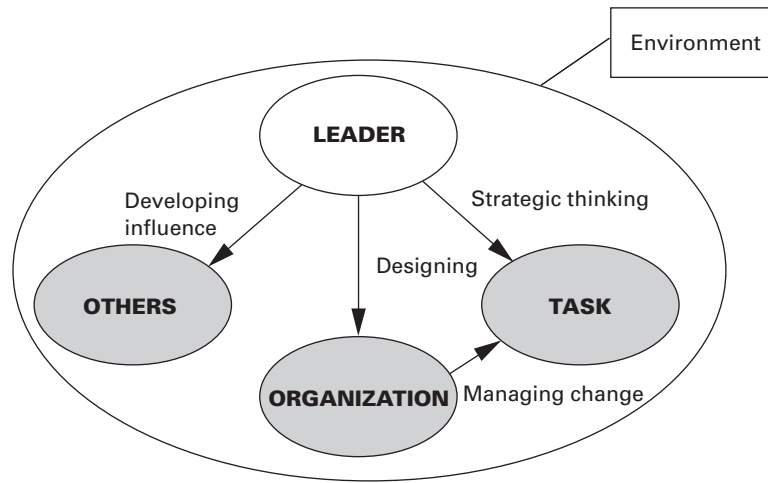 Environment
LEADER
Developing
influence
Strategic thinking
Designing
OTHERS
TASK
ORGANIZATION
Managing change